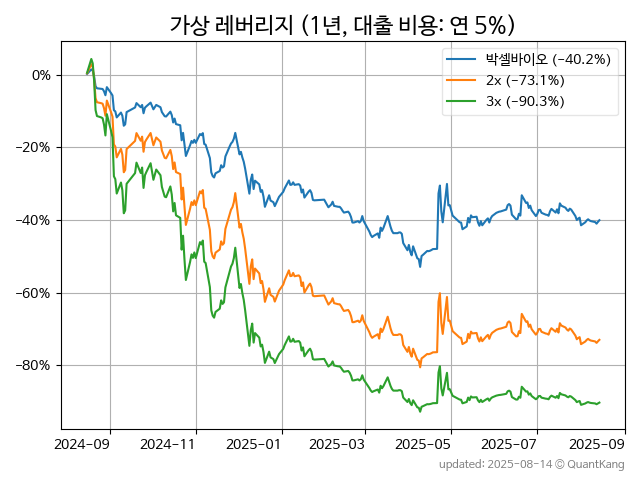 가상 레버리지 (1년, 대출 비용: 연 5%)
박셀바이오 (−40.2%)
2x (−73.1%)
3x (−90.3%)
0%
−20%
−40%
−60%
−80%
2024-09
2024-11
2025-01
2025-03
2025-05
2025-07
2025-09
updated: 2025-08-14 © QuantKang